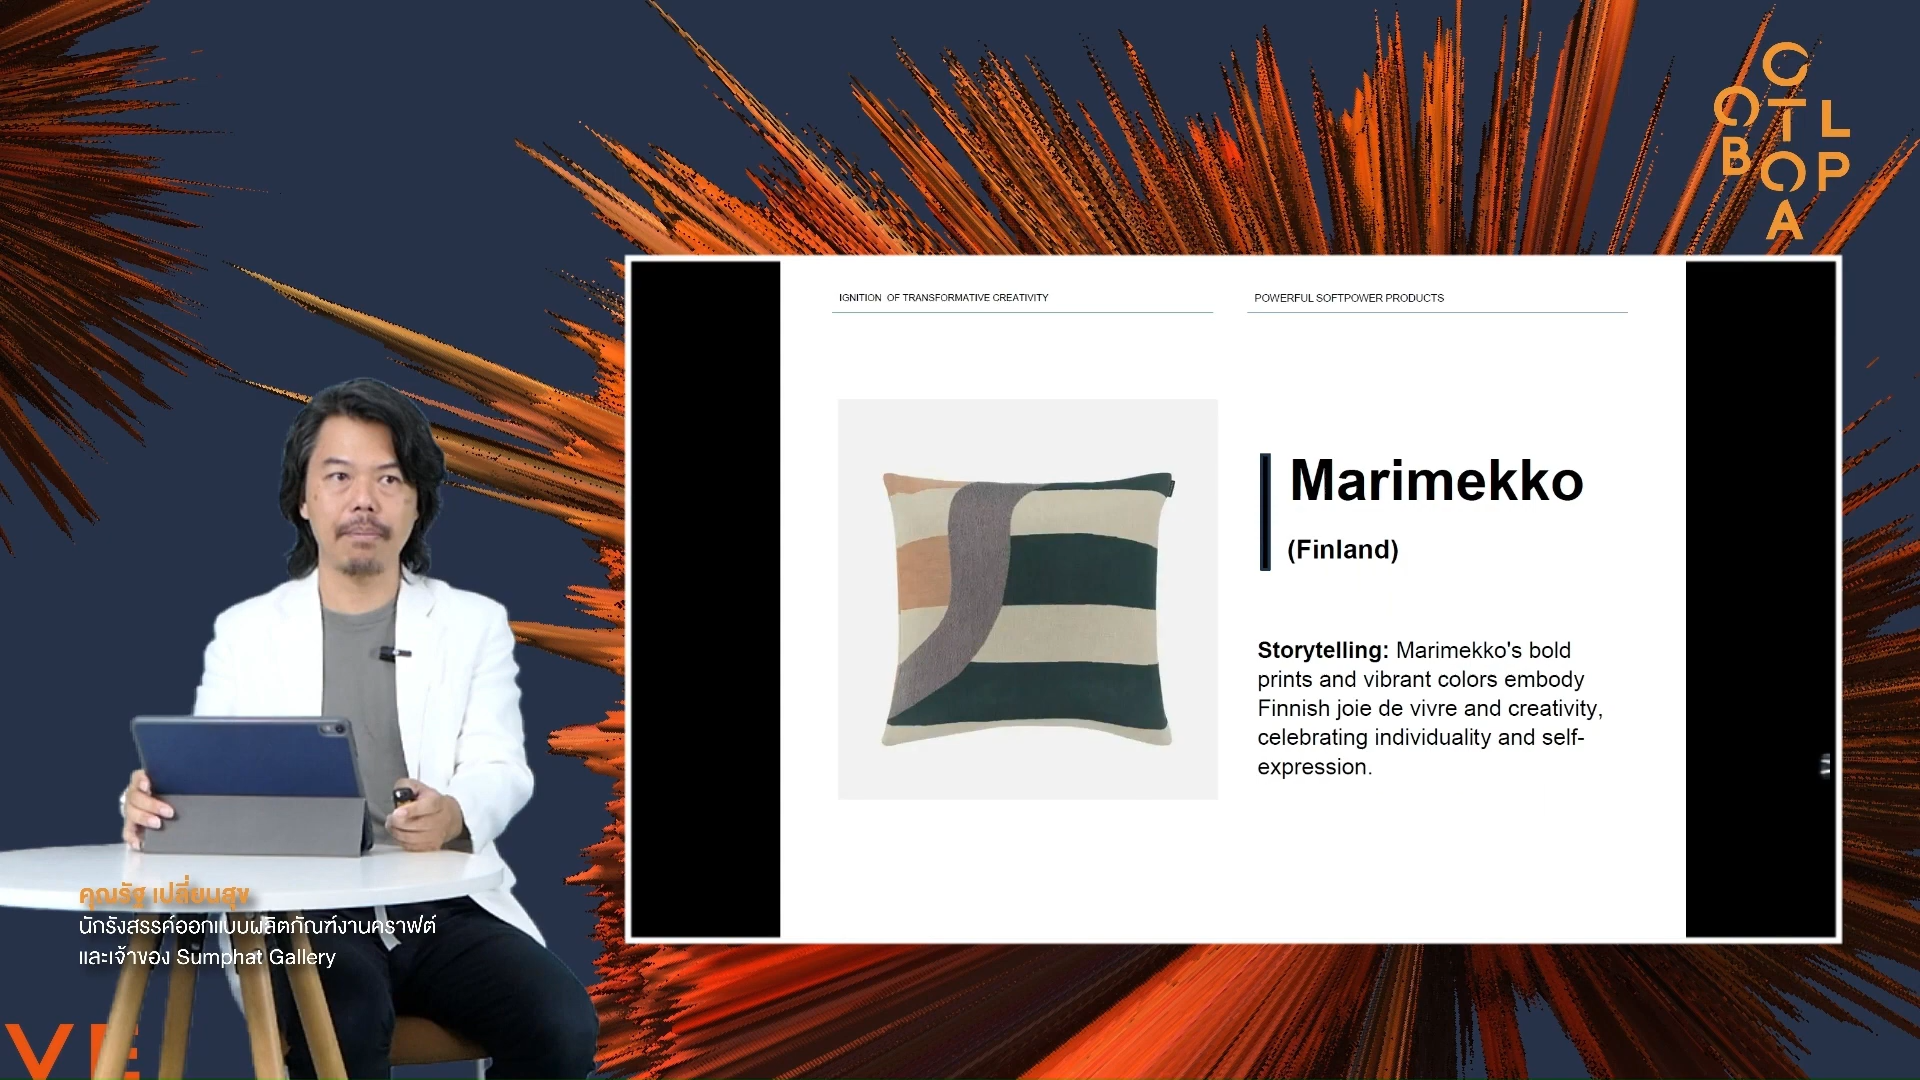 C
O T L
B O P
A
IGNITION OF TRANSFORMATIVE CREATIVITY
POWERFUL SOFTPOWER PRODUCTS
Marimekko
(Finland)
Storytelling: Marimekko's bold
prints and vibrant colors embody
Finnish joie de vivre and creativity,
celebrating individuality and self-
expression.
คุณรัฐ เปลี่ยนสุข
นักรังสรรค์ออกแบบผลิตภัณฑ์งานคราฟต์
และเจ้าของ Sumphat Gallery
VE